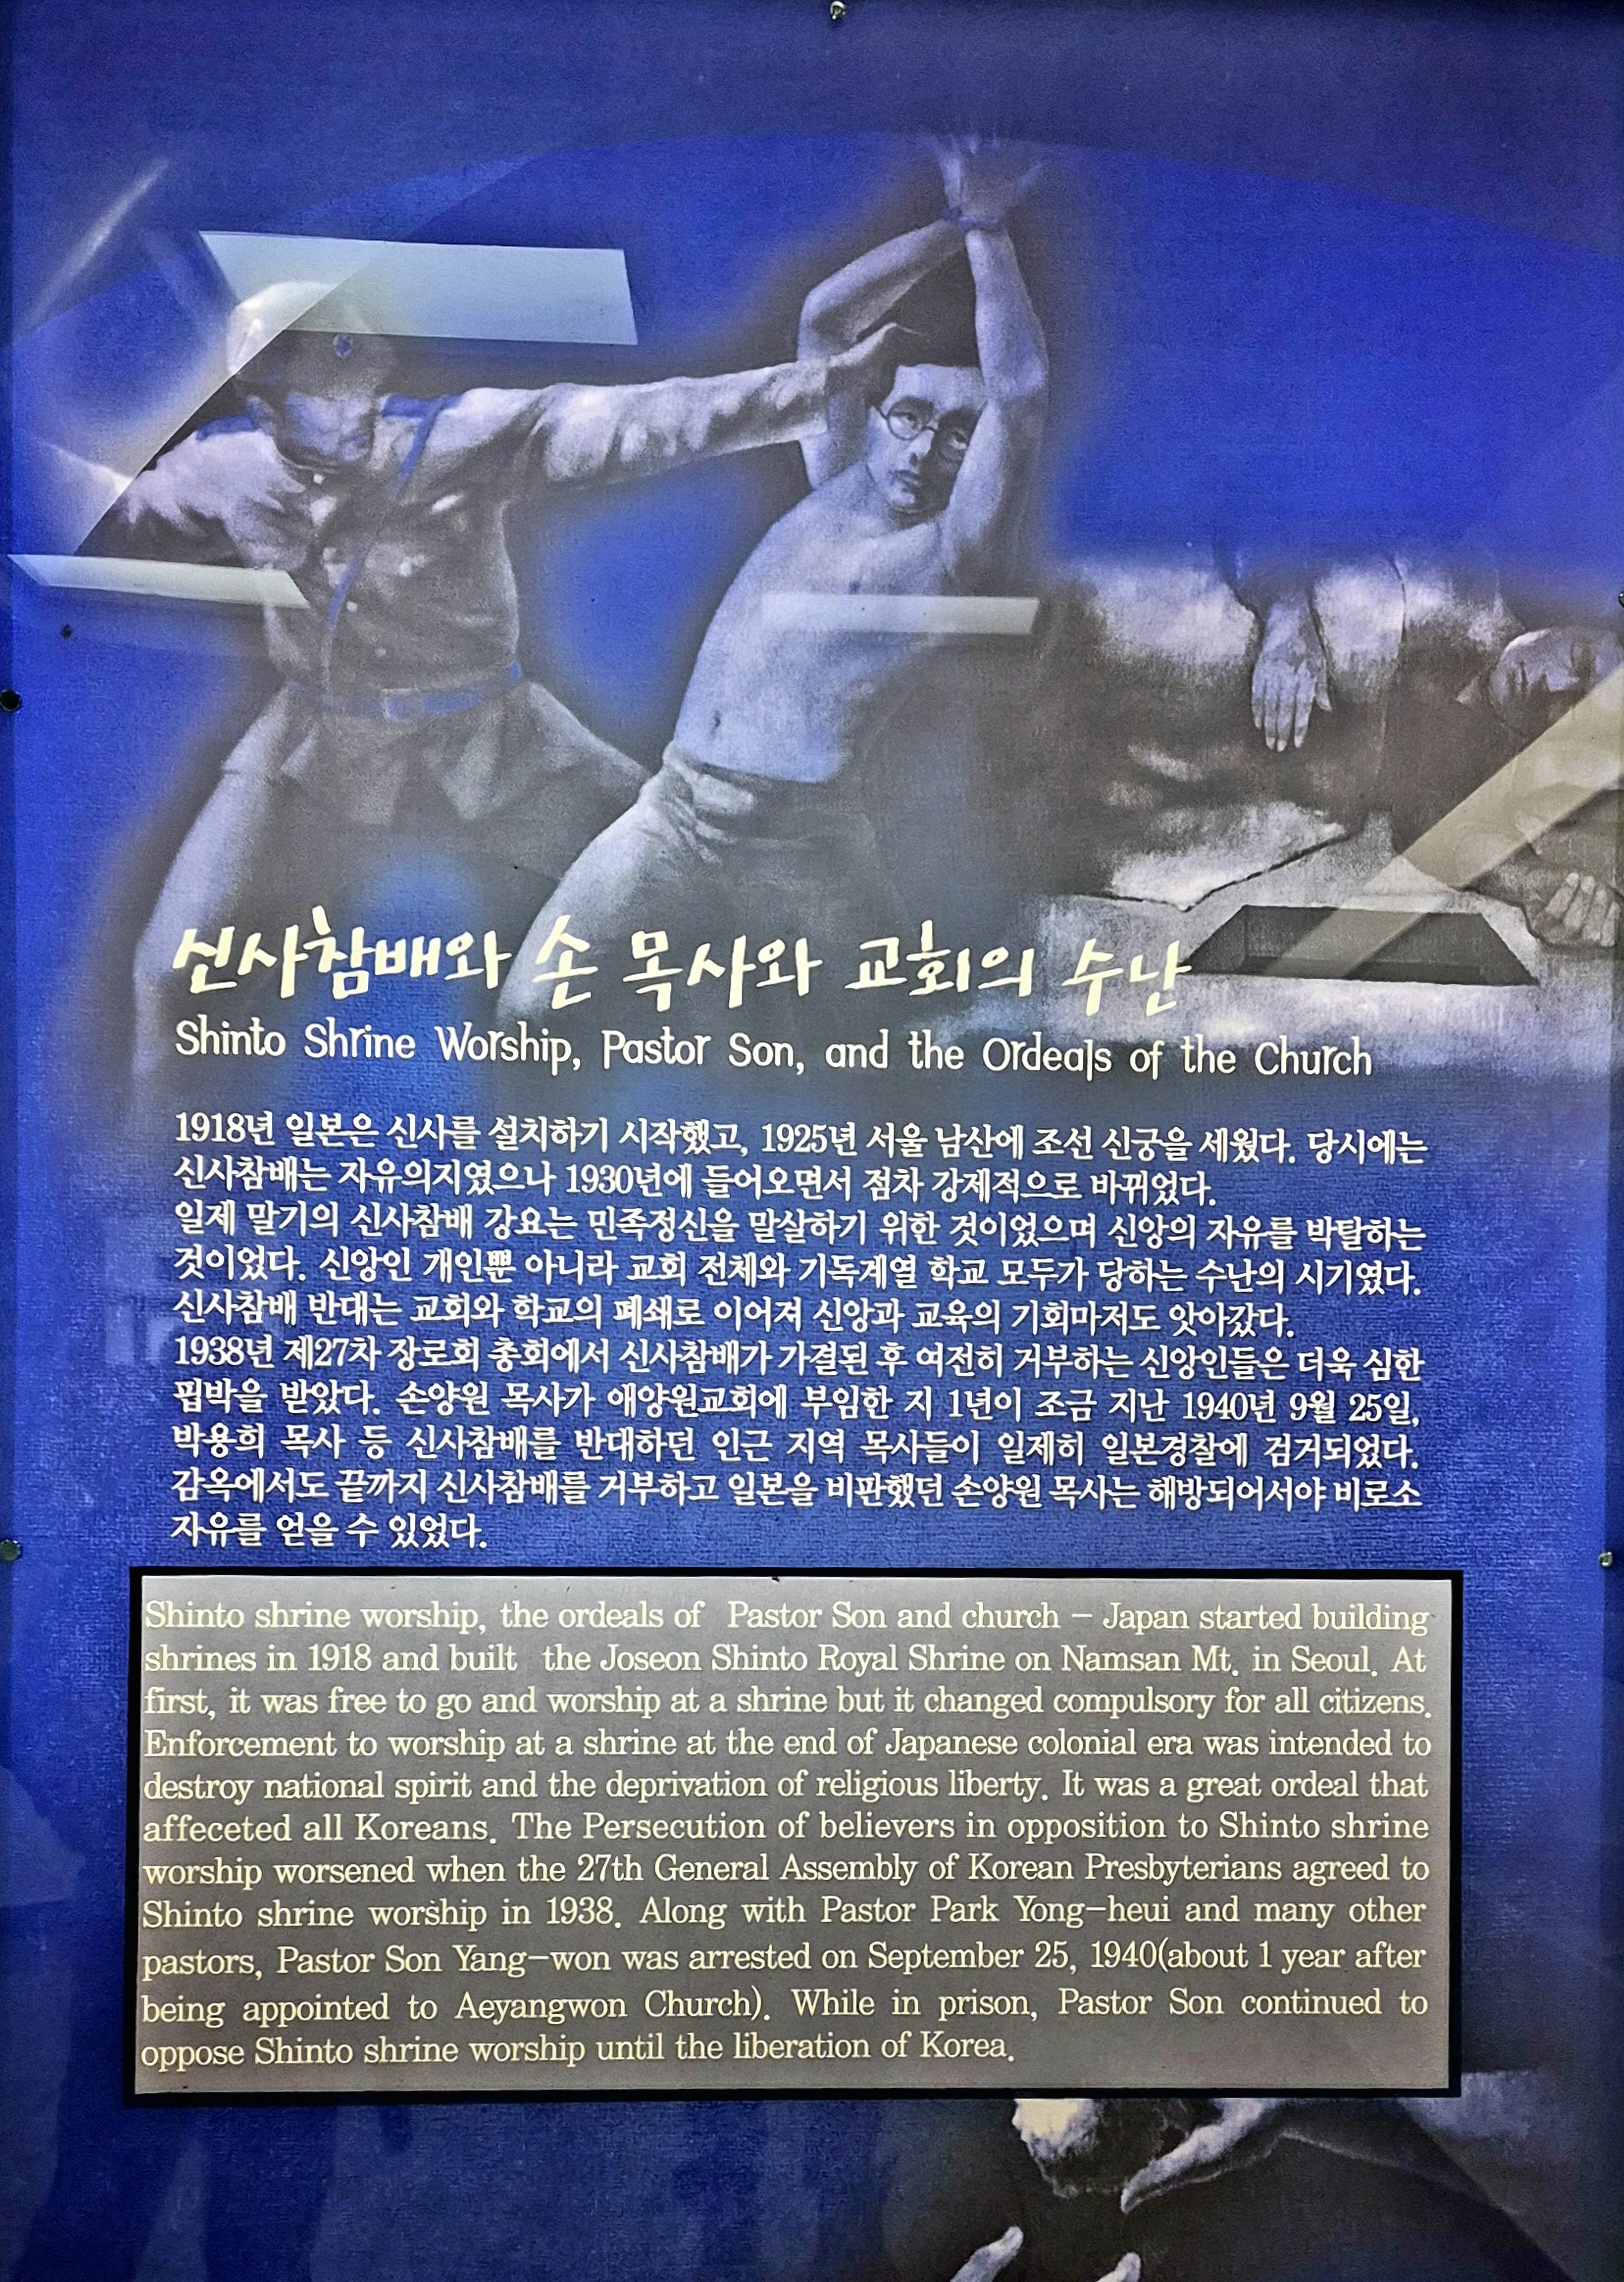 신사참배와 손 목사와 교회의 수난
Shinto Shrine Worship, Pastor Son, and the Ordeals of the Church
1918년 일본은 신사를 설치하기 시작했고, 1925년 서울 남산에 조선 신궁을 세웠다. 당시에는
신사참배는 자유의지였으나 1930년에 들어오면서 점차 강제적으로 바뀌었다.
일제 말기의 신사참배 강요는 민족정신을 말살하기 위한 것이었으며 신앙의 자유를 박탈하는
것이었다. 신앙인 개인뿐 아니라 교회 전체와 기독계열 학교 모두가 당하는 수난의 시기였다.
신사참배 반대는 교회와 학교의 폐쇄로 이어져 신앙과 교육의 기회마저도 앗아갔다.
1938년 제27차 장로회 총회에서 신사참배가 가결된 후 여전히 거부하는 신앙인들은 더욱 심한
핍박을 받았다. 손양원 목사가 애양원교회에 부임한 지 1년이 조금 지난 1940년 9월 25일,
박용희 목사 등 신사참배를 반대하던 인근 지역 목사들이 일제히 일본경찰에 검거되었다.
감옥에서도 끝까지 신사참배를 거부하고 일본을 비판했던 손양원 목사는 해방되어서야 비로소
자유를 얻을 수 있었다.
Shinto shrine worship, the ordeals of Pastor Son and church - Japan started building
shrines in 1918 and built the Joseon Shinto Royal Shrine on Namsan Mt. in Seoul. At
first, it was free to go and worship at a shrine but it changed compulsory for all citizens.
Enforcement to worship at a shrine at the end of Japanese colonial era was intended to
destroy national spirit and the deprivation of religious liberty. It was a great ordeal that
affeceted all Koreans. The Persecution of believers in opposition to Shinto shrine
worship worsened when the 27th General Assembly of Korean Presbyterians agreed to
Shinto shrine worship in 1938. Along with Pastor Park Yong-heui and many other
pastors, Pastor Son Yang-won was arrested on September 25, 1940(about 1 year after
being appointed to Aeyangwon Church). While in prison, Pastor Son continued to
oppose Shinto shrine worship until the liberation of Korea.